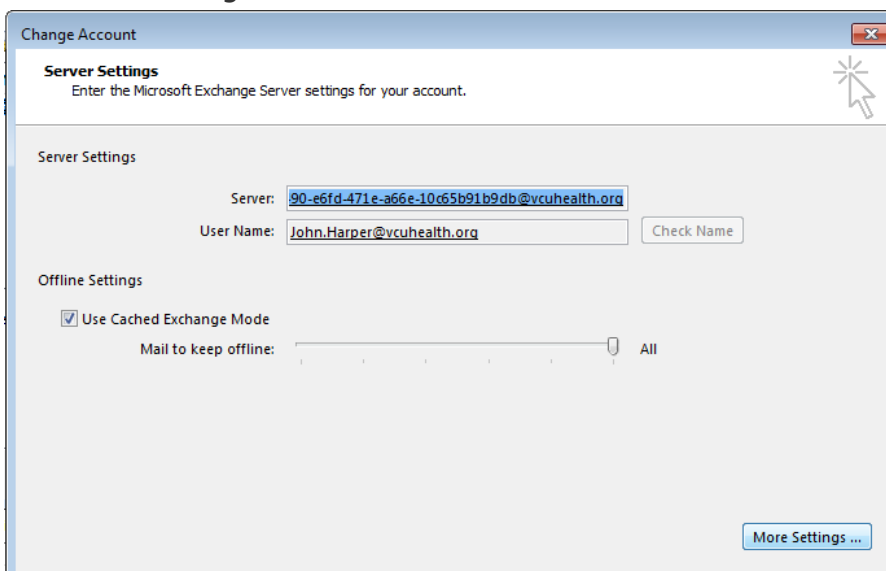 Change Account
Server Settings
Enter the Microsoft Exchange Server settings for your account.
Server Settings
Server: 90-e6fd-471e-a66e-10c65b91b9db@vcuhealth.org
User Name: John.Harper@vcuhealth.org Check Name
Offline Settings
Use Cached Exchange Mode
Mail to keep offline: All
More Settings ...